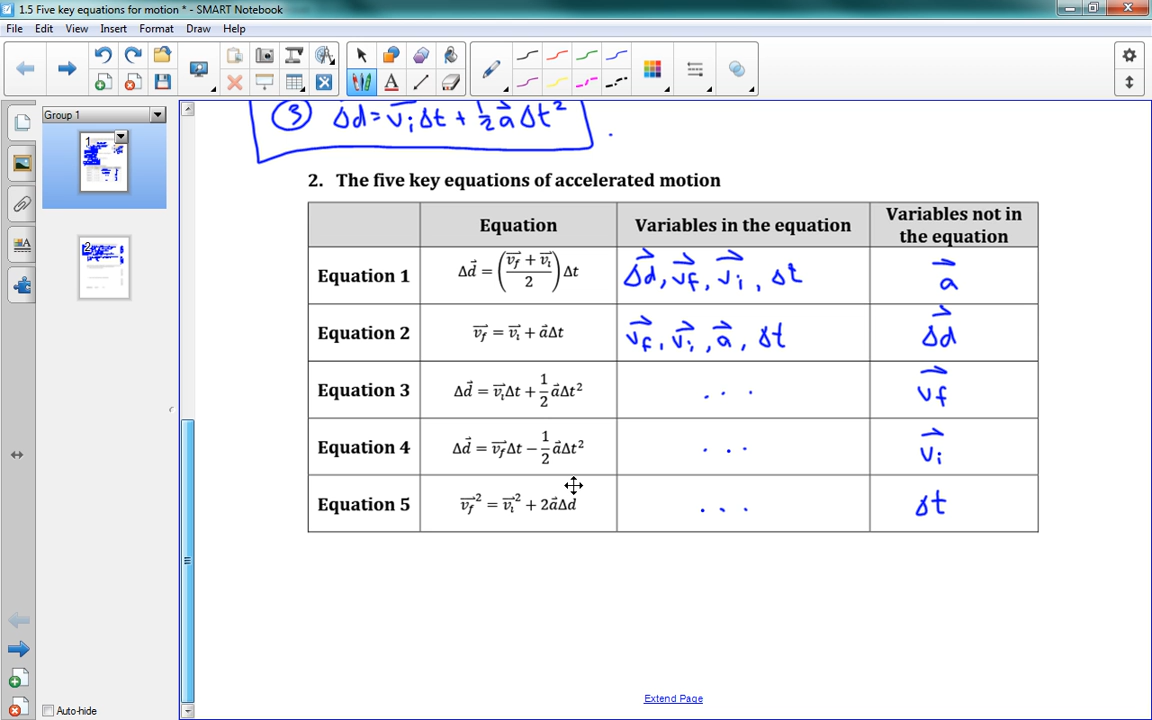 1.5 Five key equations for motion * - SMART Notebook
File Edit View Insert Format Draw Help
Group 1
1
2
③ Δd = v⃗ᵢΔt + ½a⃗Δt²
2. The five key equations of accelerated motion
Equation Variables in the equation Variables not in the equation
Equation 1 Δd⃗ = ((v⃗f + v⃗ᵢ)/2)Δt Δd⃗, v⃗f, v⃗ᵢ, Δt a⃗
Equation 2 v⃗f = v⃗ᵢ + a⃗Δt v⃗f, v⃗ᵢ, a⃗, Δt Δd⃗
Equation 3 Δd⃗ = v⃗ᵢΔt + ½a⃗Δt² ... v⃗f
Equation 4 Δd⃗ = v⃗fΔt − ½a⃗Δt² ... v⃗ᵢ
Equation 5 v⃗f² = v⃗ᵢ² + 2a⃗Δd ... Δt
Extend Page
Auto-hide